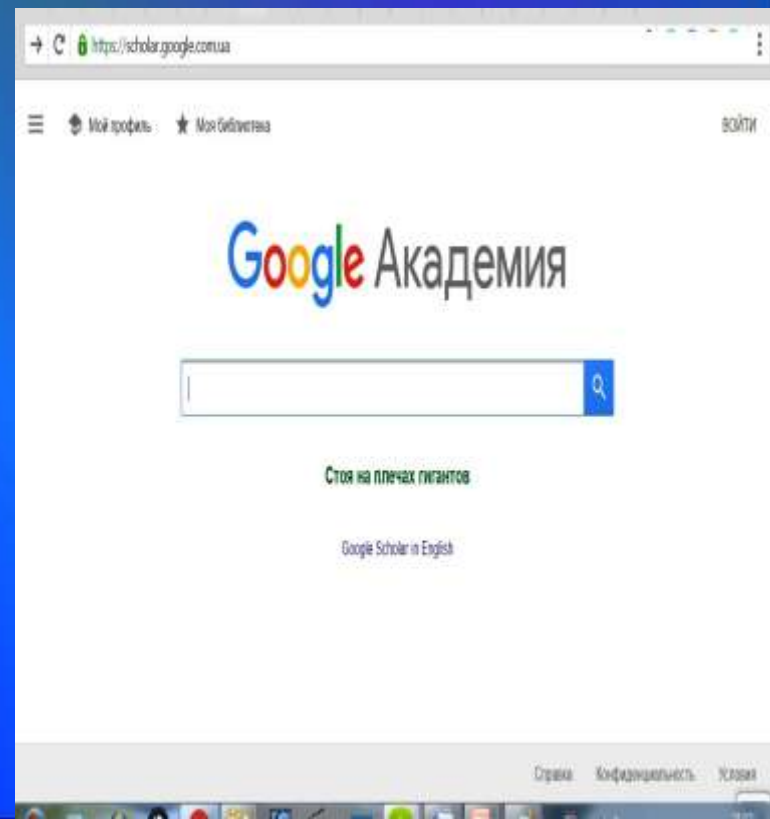 https://scholar.google.com.ua
Мой профиль Моя библиотека ВОЙТИ
Google Академия
Стоя на плечах гигантов
Google Scholar in English
Справка Конфиденциальность Условия